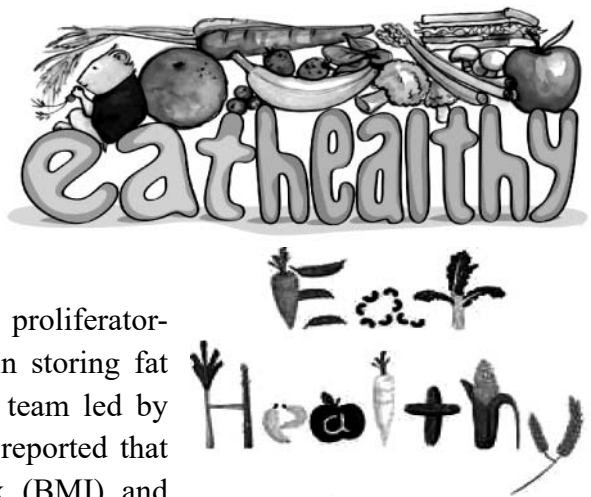 eathealthy
Eat
proliferator-
n storing fat
Healthy
team led by
reported that
x (BMI) and